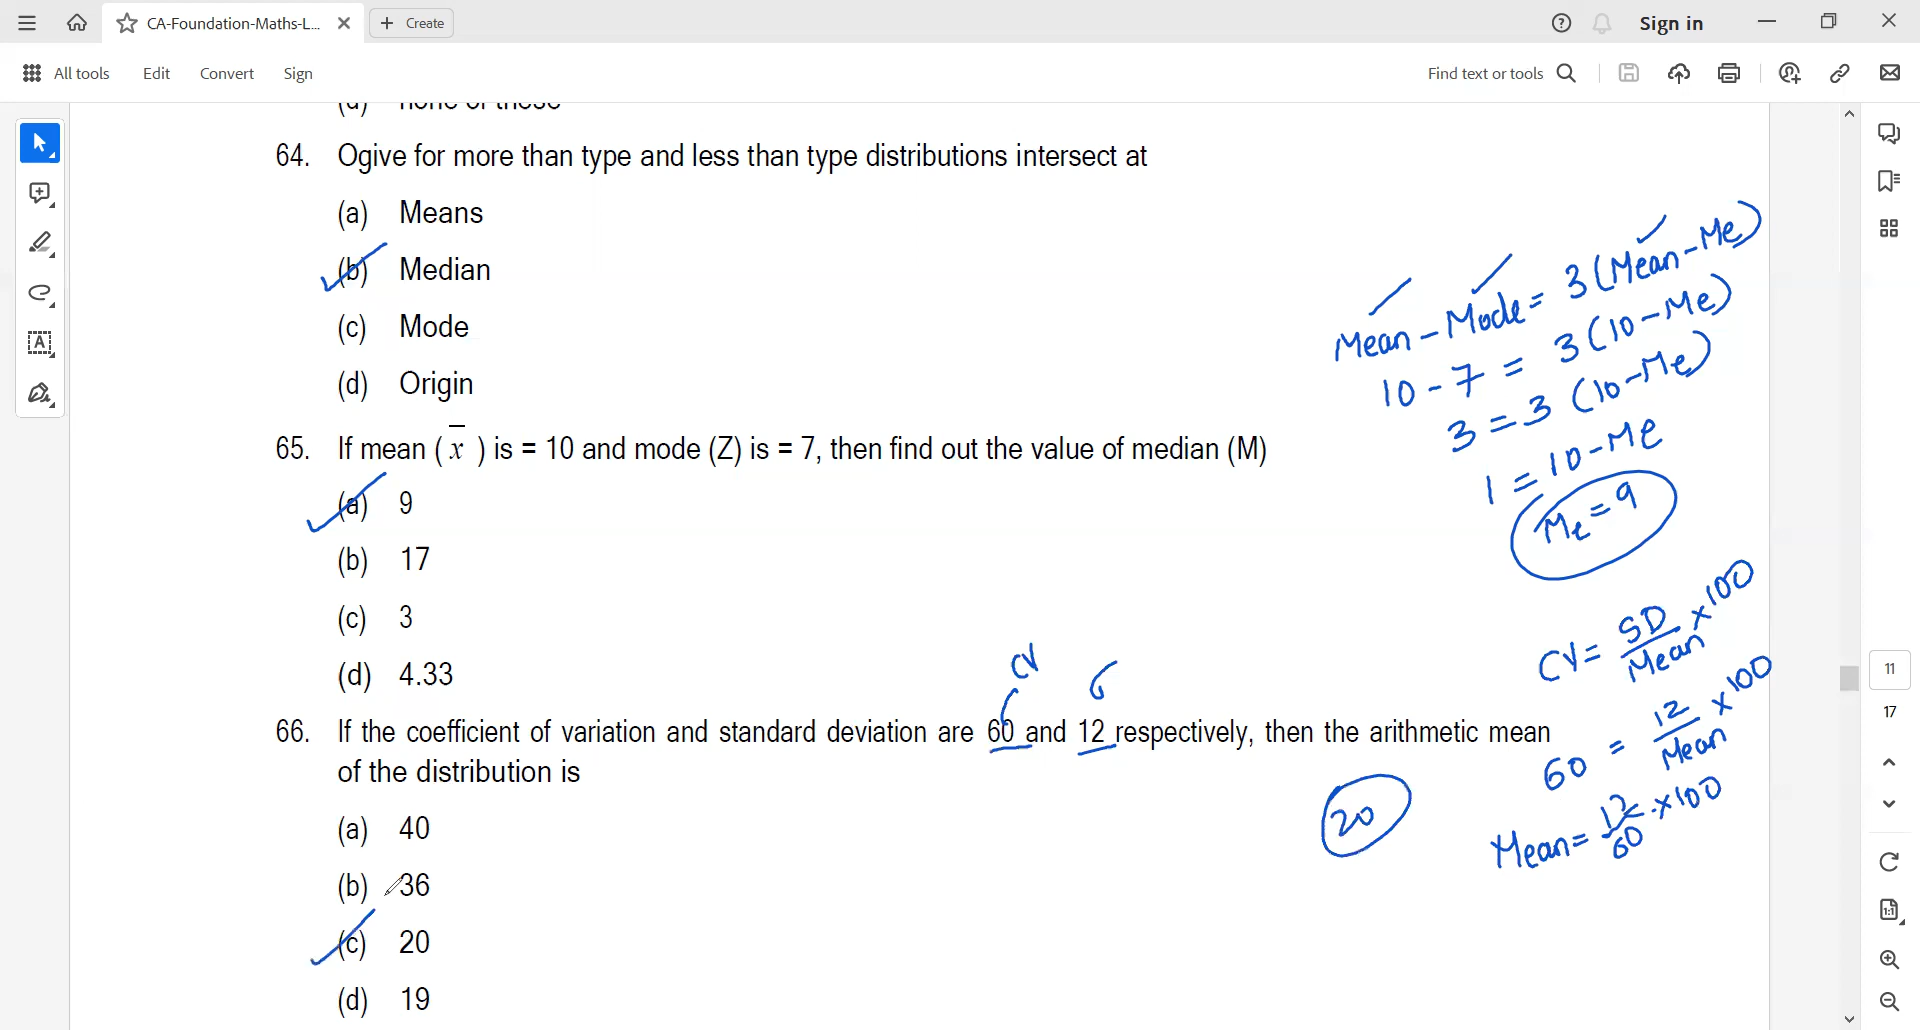 CA-Foundation-Maths-L...
Create
Sign in
All tools
Edit
Convert
Sign
Find text or tools
(d) none of these
64. Ogive for more than type and less than type distributions intersect at
(a) Means
(b) Median
(c) Mode
(d) Origin
Mean - Mode = 3(Mean - Me)
10 - 7 = 3(10 - Me)
3 = 3 (10 - Me)
1 = 10 - Me
Me = 9
65. If mean ( x̅ ) is = 10 and mode (Z) is = 7, then find out the value of median (M)
(a) 9
(b) 17
(c) 3
(d) 4.33
CV
66. If the coefficient of variation and standard deviation are 60 and 12 respectively, then the arithmetic mean
of the distribution is
(a) 40
(b) 36
(c) 20
(d) 19
CV = SD/Mean × 100
60 = 12/Mean × 100
Mean = 12/60 × 100
20
11
17
1:1